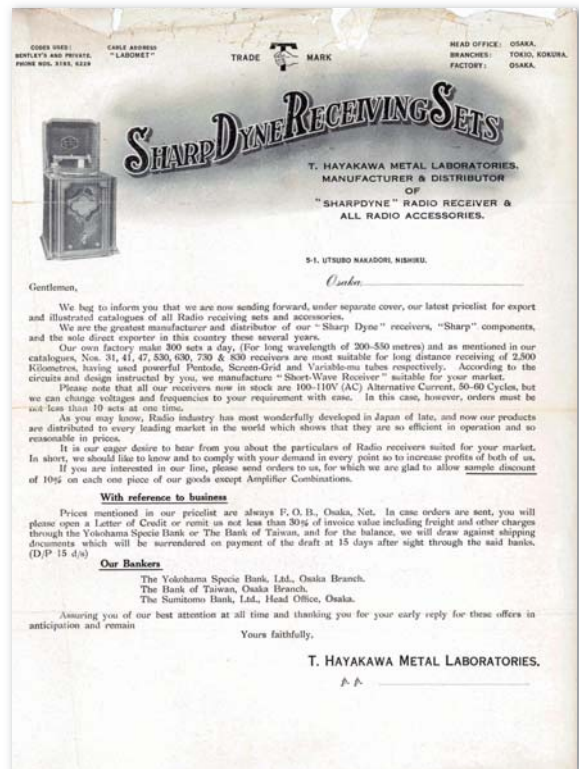 CODES USED:
BENTLEY'S AND PRIVATE.
PHONE NOS. 5193, 6229
CABLE ADDRESS
"LABOMET"
TRADE T MARK
HEAD OFFICE: OSAKA.
BRANCHES: TOKIO, KOKURA.
FACTORY: OSAKA.
SHARP DYNE RECEIVING SETS
T. HAYAKAWA METAL LABORATORIES.
MANUFACTURER & DISTRIBUTOR
OF
"SHARPDYNE" RADIO RECEIVER &
ALL RADIO ACCESSORIES.
5-1, UTSUBO NAKADORI, NISHIKU.
Osaka
Gentlemen,
We beg to inform you that we are now sending forward, under separate cover, our latest pricelist for export
and illustrated catalogues of all Radio receiving sets and accessories.
We are the greatest manufacturer and distributor of our "Sharp Dyne" receivers, "Sharp" components,
and the sole direct exporter in this country these several years.
Our own factory make 300 sets a day, (For long wavelength of 200-550 metres) and as mentioned in our
catalogues, Nos. 31, 41, 47, 530, 630, 730 & 830 receivers are most suitable for long distance receiving of 2,500
Kilometres, having used powerful Pentode, Screen-Grid and Variable-mu tubes respectively. According to the
circuits and design instructed by you, we manufacture "Short-Wave Receiver" suitable for your market.
Please note that all our receivers now in stock are 100-110V (AC) Alternative Current, 50-60 Cycles, but
we can change voltages and frequencies to your requirement with ease. In this case, however, orders must be
not less than 10 sets at one time.
As you may know, Radio industry has most wonderfully developed in Japan of late, and now our products
are distributed to every leading market in the world which shows that they are so efficient in operation and so
reasonable in prices.
It is our eager desire to hear from you about the particulars of Radio receivers suited for your market.
In short, we should like to know and to comply with your demand in every point so to increase profits of both of us.
If you are interested in our line, please send orders to us, for which we are glad to allow sample discount
of 10% on each one piece of our goods except Amplifier Combinations.
With reference to business
Prices mentioned in our pricelist are always F. O. B., Osaka, Net. In case orders are sent, you will
please open a Letter of Credit or remit us not less than 30% of invoice value including freight and other charges
through the Yokohama Specie Bank or The Bank of Taiwan, and for the balance, we will draw against shipping
documents which will be surrendered on payment of the draft at 15 days after sight through the said banks.
(D/P 15 d/s)
Our Bankers
The Yokohama Specie Bank, Ltd., Osaka Branch.
The Bank of Taiwan, Osaka Branch.
The Sumitomo Bank, Ltd., Head Office, Osaka.
Assuring you of our best attention at all time and thanking you for your early reply for these offers in
anticipation and remain
Yours faithfully,
T. HAYAKAWA METAL LABORATORIES.
p. p.